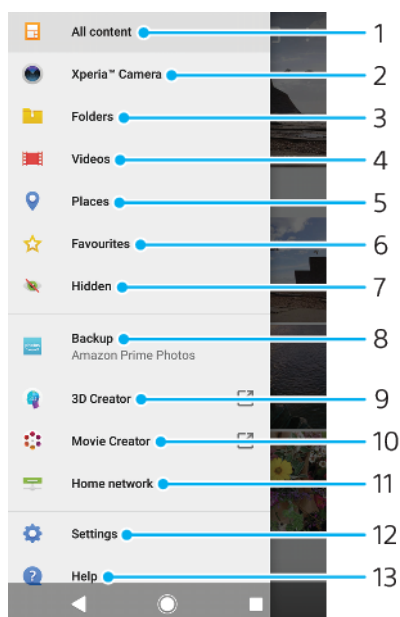 All content 1
Xperia™ Camera 2
Folders 3
Videos 4
Places 5
Favourites 6
Hidden 7
Backup 8
Amazon Prime Photos
3D Creator 9
Movie Creator 10
Home network 11
Settings 12
Help 13